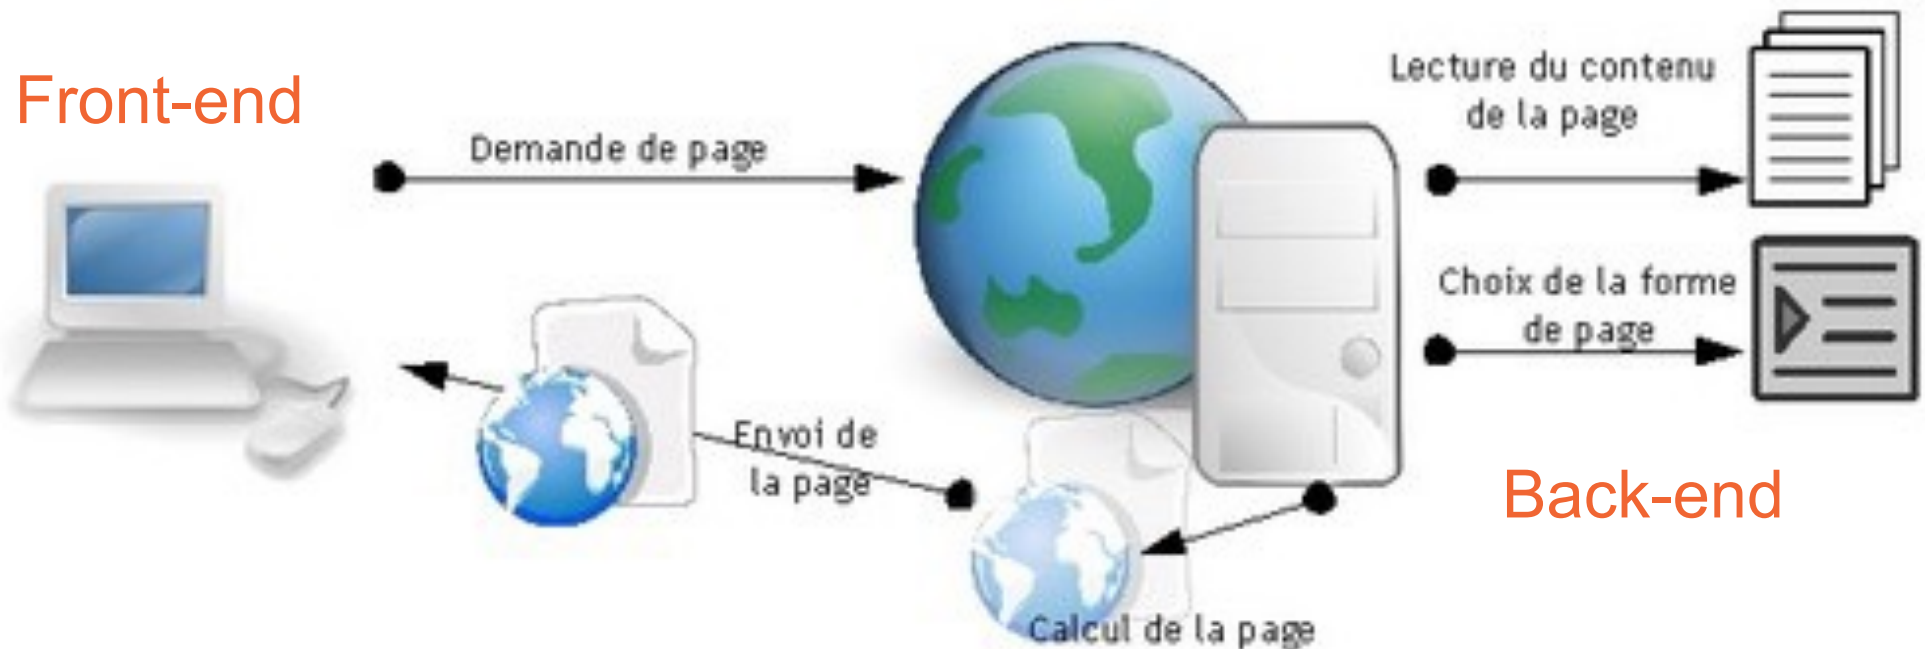 Front-end
Demande de page
Lecture du contenu
de la page
Choix de la forme
de page
Envoi de
la page
Back-end
Calcul de la page